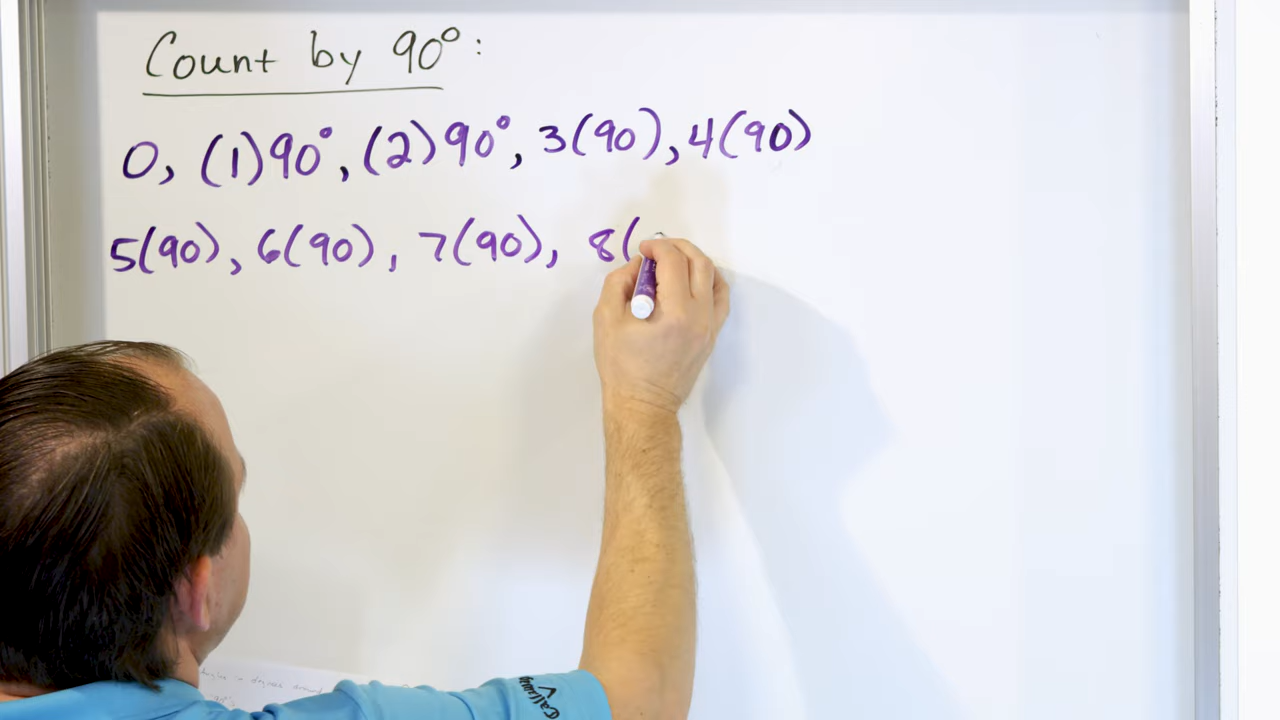 Count by 90°:
0, (1)90°, (2)90°, 3(90), 4(90)
5(90), 6(90), 7(90), 8(
Callaway